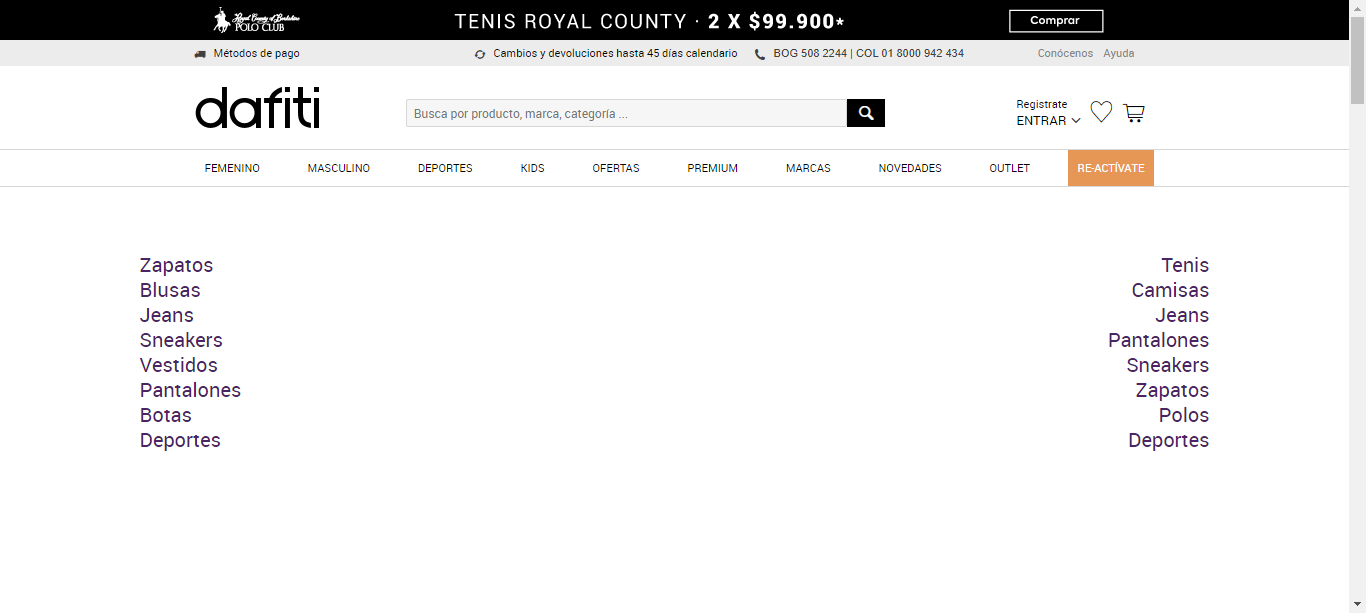 Royal County of Berkshire
POLO CLUB
TENIS ROYAL COUNTY · 2 X $99.900*
Comprar
Métodos de pago
Cambios y devoluciones hasta 45 días calendario
BOG 508 2244 | COL 01 8000 942 434
Conócenos
Ayuda
dafiti
Busca por producto, marca, categoría ...
Registrate
ENTRAR
FEMENINO
MASCULINO
DEPORTES
KIDS
OFERTAS
PREMIUM
MARCAS
NOVEDADES
OUTLET
RE-ACTÍVATE
Zapatos
Blusas
Jeans
Sneakers
Vestidos
Pantalones
Botas
Deportes
Tenis
Camisas
Jeans
Pantalones
Sneakers
Zapatos
Polos
Deportes